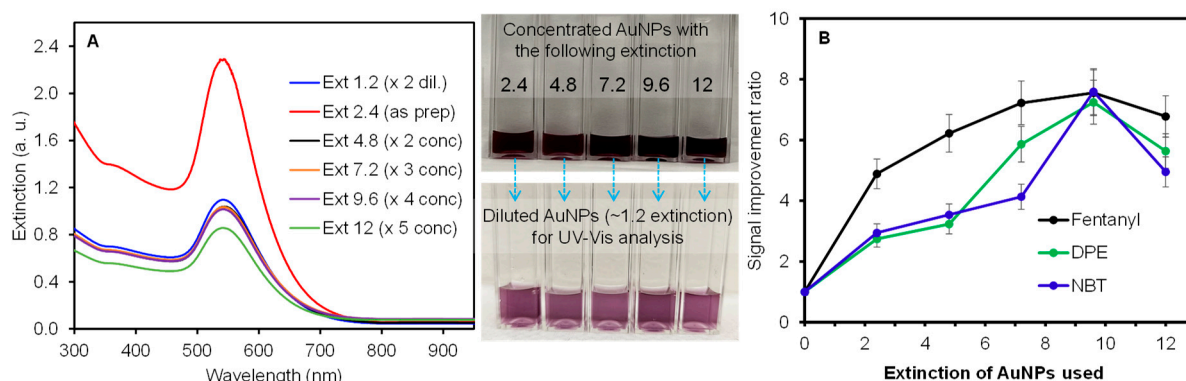 A
Extinction (a. u.)
2.4
1.8
1.2
0.6
0.0
300
400
500
600
700
800
900
Wavelength (nm)
Ext 1.2 (x 2 dil.)
Ext 2.4 (as prep)
Ext 4.8 (x 2 conc)
Ext 7.2 (x 3 conc)
Ext 9.6 (x 4 conc)
Ext 12 (x 5 conc)
Concentrated AuNPs with
the following extinction
2.4 4.8 7.2 9.6 12
Diluted AuNPs (~1.2 extinction)
for UV-Vis analysis
B
Signal improvement ratio
10
8
6
4
2
0
0
2
4
6
8
10
12
Extinction of AuNPs used
Fentanyl
DPE
NBT